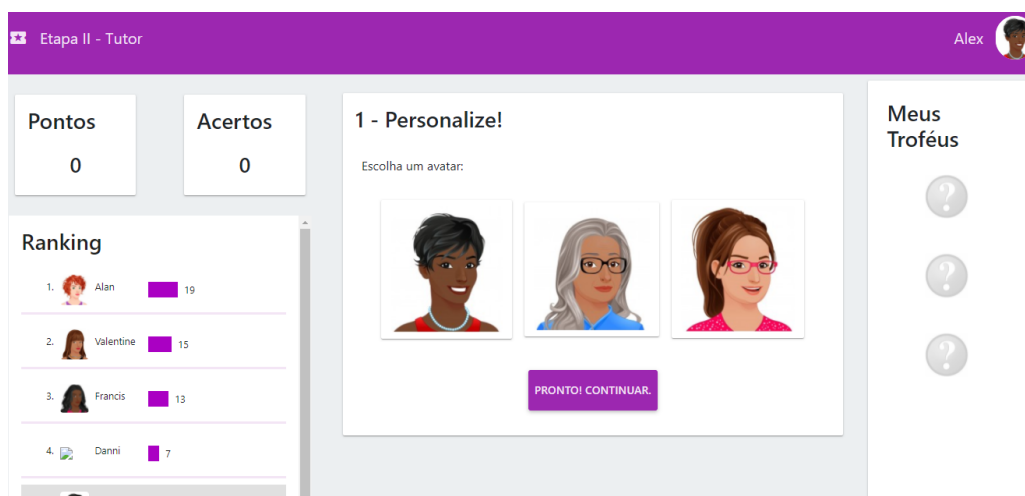 Etapa II - Tutor
Alex
Pontos
0
Acertos
0
Ranking
1. Alan 19
2. Valentine 15
3. Francis 13
4. Danni 7
1 - Personalize!
Escolha um avatar:
PRONTO! CONTINUAR.
Meus
Troféus
?
?
?